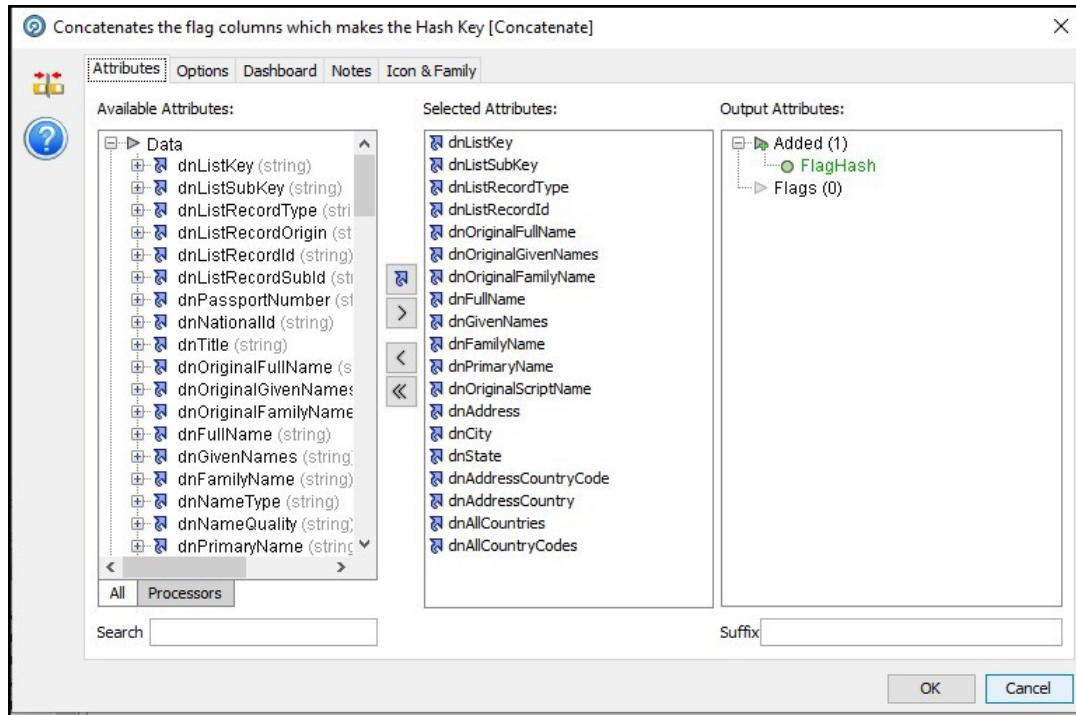 Concatenates the flag columns which makes the Hash Key [Concatenate]
Attributes Options Dashboard Notes Icon & Family
Available Attributes:
Data
dnListKey (string)
dnListSubKey (string)
dnListRecordType (stri
dnListRecordOrigin (st
dnListRecordId (string)
dnListRecordSubId (stri
dnPassportNumber (st
dnNationalId (string)
dnTitle (string)
dnOriginalFullName (s
dnOriginalGivenNames
dnOriginalFamilyName
dnFullName (string)
dnGivenNames (string)
dnFamilyName (string)
dnNameType (string)
dnNameQuality (string)
dnPrimaryName (string
All Processors
Search
Selected Attributes:
dnListKey
dnListSubKey
dnListRecordType
dnListRecordId
dnOriginalFullName
dnOriginalGivenNames
dnOriginalFamilyName
dnFullName
dnGivenNames
dnFamilyName
dnPrimaryName
dnOriginalScriptName
dnAddress
dnCity
dnState
dnAddressCountryCode
dnAddressCountry
dnAllCountries
dnAllCountryCodes
Output Attributes:
Added (1)
FlagHash
Flags (0)
Suffix
OK Cancel